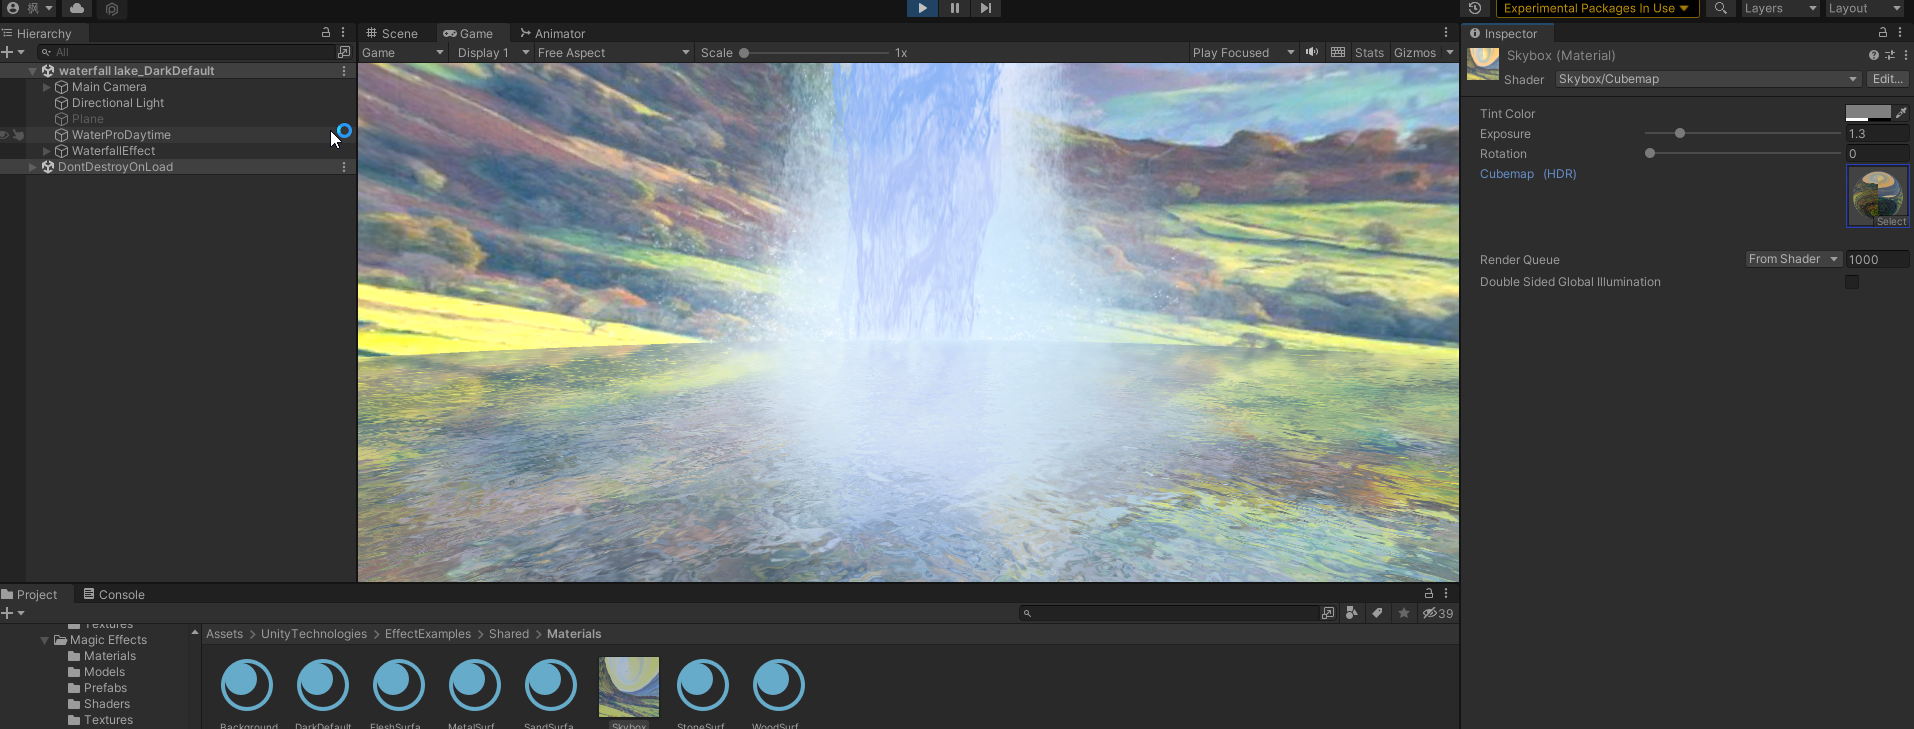 枫
Experimental Packages In Use
Layers
Layout
Hierarchy
All
waterfall lake_DarkDefault
Main Camera
Directional Light
Plane
WaterProDaytime
WaterfallEffect
DontDestroyOnLoad
Scene
Game
Animator
Game
Display 1
Free Aspect
Scale
1x
Play Focused
Stats
Gizmos
Inspector
Skybox (Material)
Shader
Skybox/Cubemap
Edit...
Tint Color
Exposure
1.3
Rotation
0
Cubemap (HDR)
Select
Render Queue
From Shader
1000
Double Sided Global Illumination
Project
Console
39
Textures
Magic Effects
Materials
Models
Prefabs
Shaders
Textures
Assets > UnityTechnologies > EffectExamples > Shared > Materials
Background
DarkDefault
FleshSurfa
MetalSurf
SandSurfa
Skybox
StoneSurf
WoodSurf